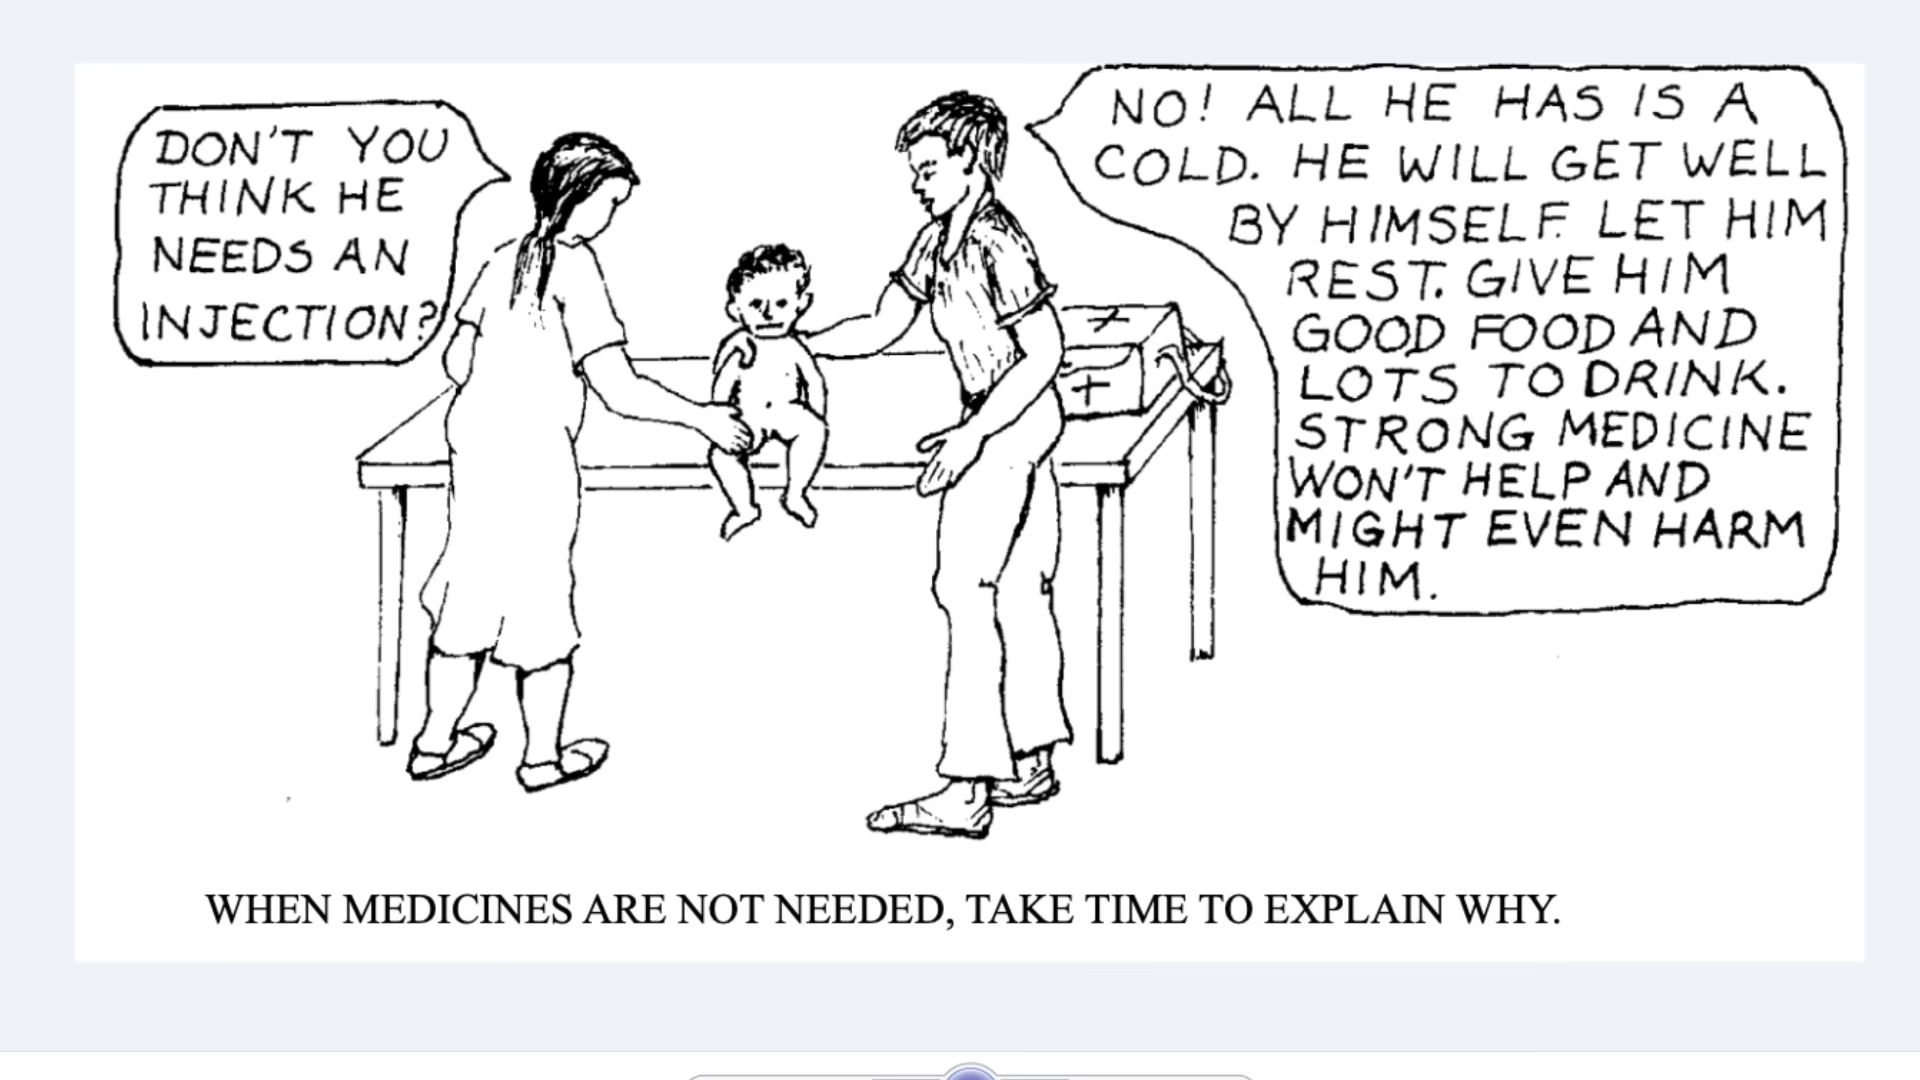 DON'T YOU
THINK HE
NEEDS AN
INJECTION?
NO! ALL HE HAS IS A
COLD. HE WILL GET WELL
BY HIMSELF. LET HIM
REST. GIVE HIM
GOOD FOOD AND
LOTS TO DRINK.
STRONG MEDICINE
WON'T HELP AND
MIGHT EVEN HARM
HIM.
WHEN MEDICINES ARE NOT NEEDED, TAKE TIME TO EXPLAIN WHY.